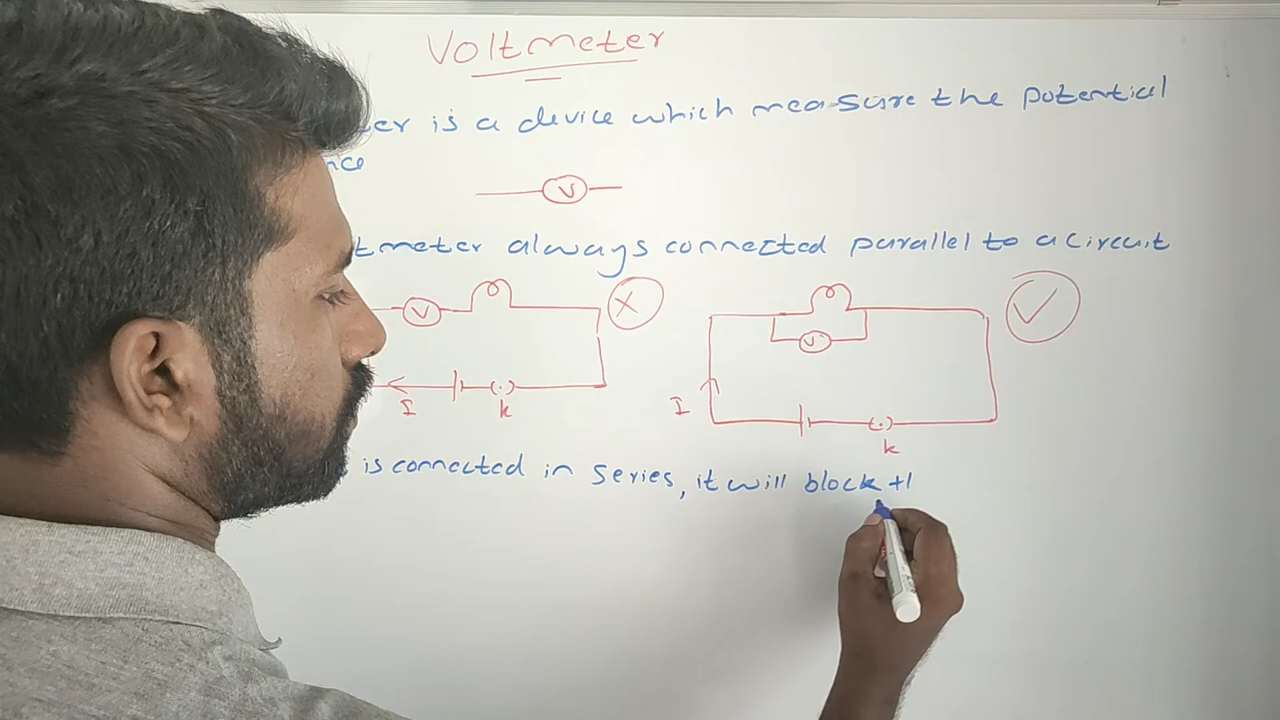 Voltmeter
ter is a device which measure the potential
nce
V
tmeter always connected parallel to a circuit
V
V
I
k
I
k
is connected in series, it will block